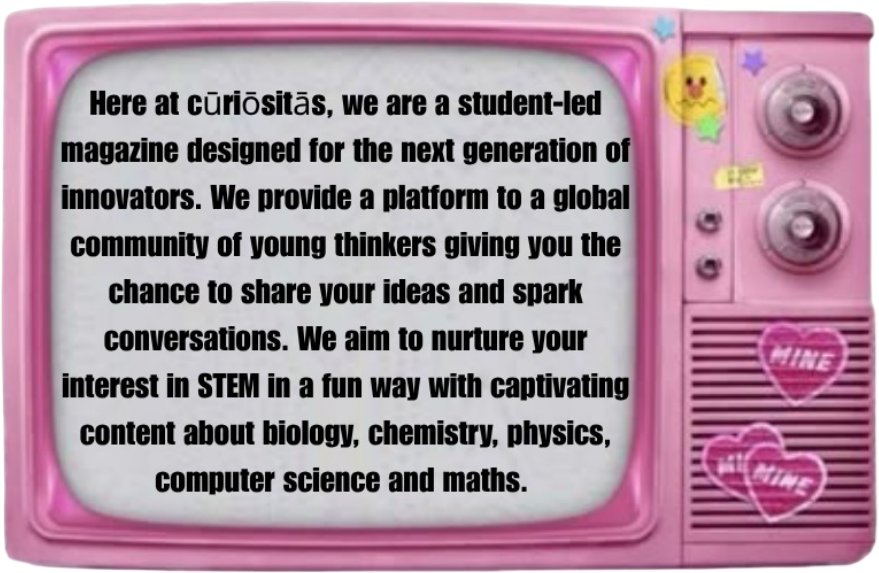 Here at cūriōsitās, we are a student-led
magazine designed for the next generation of
innovators. We provide a platform to a global
community of young thinkers giving you the
chance to share your ideas and spark
conversations. We aim to nurture your
interest in STEM in a fun way with captivating
content about biology, chemistry, physics,
computer science and maths.
MINE
MINE